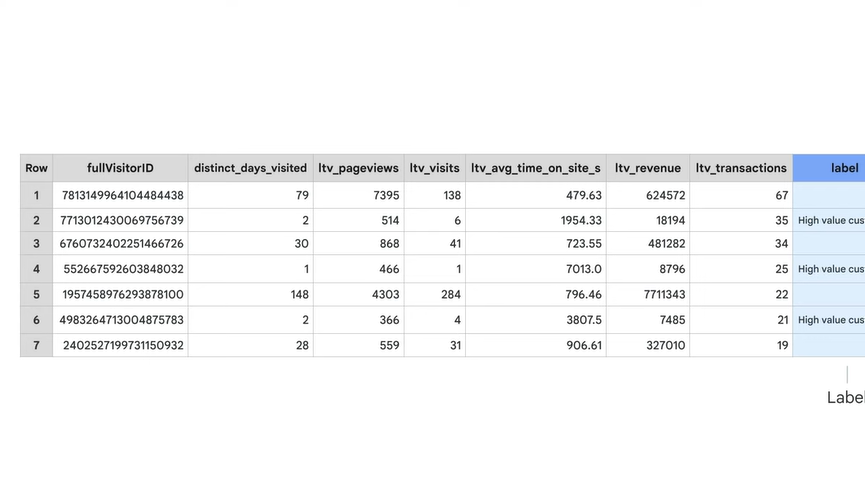 Row fullVisitorID distinct_days_visited ltv_pageviews ltv_visits ltv_avg_time_on_site_s ltv_revenue ltv_transactions label
1 7813149964104484438 79 7395 138 479.63 624572 67
2 7713012430069756739 2 514 6 1954.33 18194 35 High value cus
3 6760732402251466726 30 868 41 723.55 481282 34
4 552667592603848032 1 466 1 7013.0 8796 25 High value cus
5 1957458976293878100 148 4303 284 796.46 7711343 22
6 4983264713004875783 2 366 4 3807.5 7485 21 High value cus
7 2402527199731150932 28 559 31 906.61 327010 19
Label